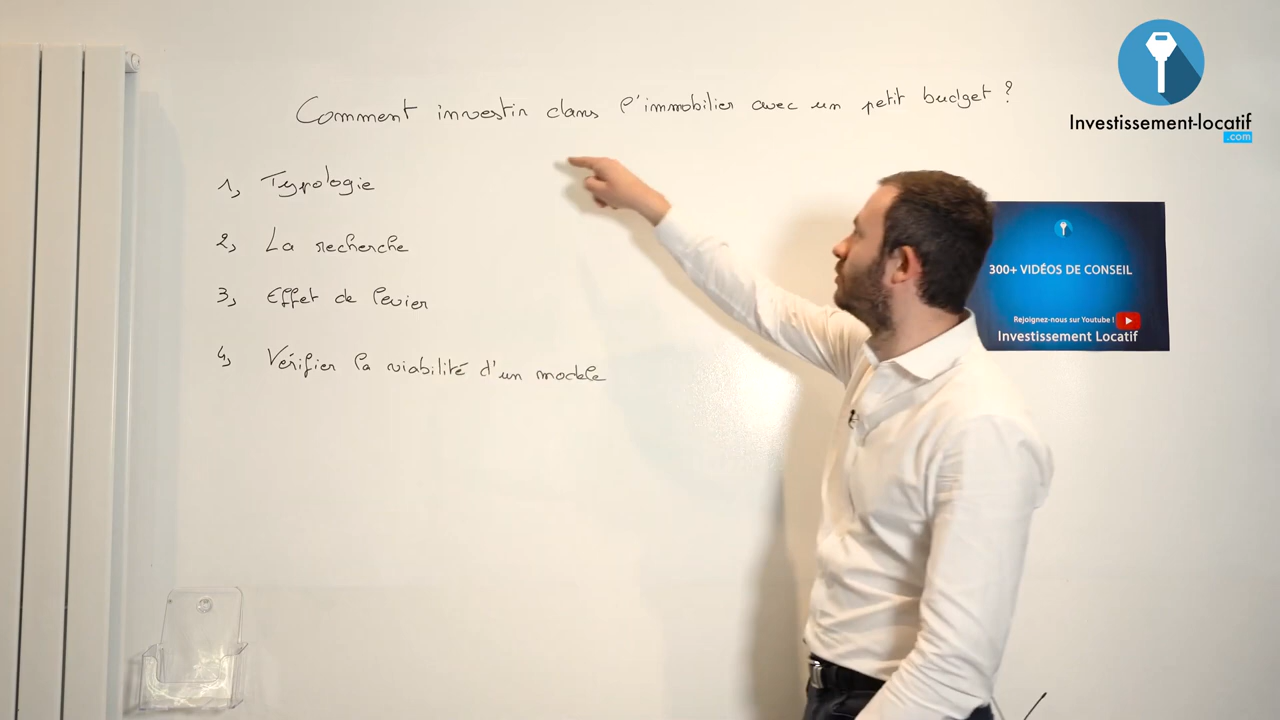 Comment investir dans l'immobilier avec un petit budget ?
1, Typologie
2, La recherche
3, Effet de levier
4, Vérifier la viabilité d'un modèle
Investissement-locatif
.com
300+ VIDÉOS DE CONSEIL
Rejoignez-nous sur Youtube !
Investissement Locatif